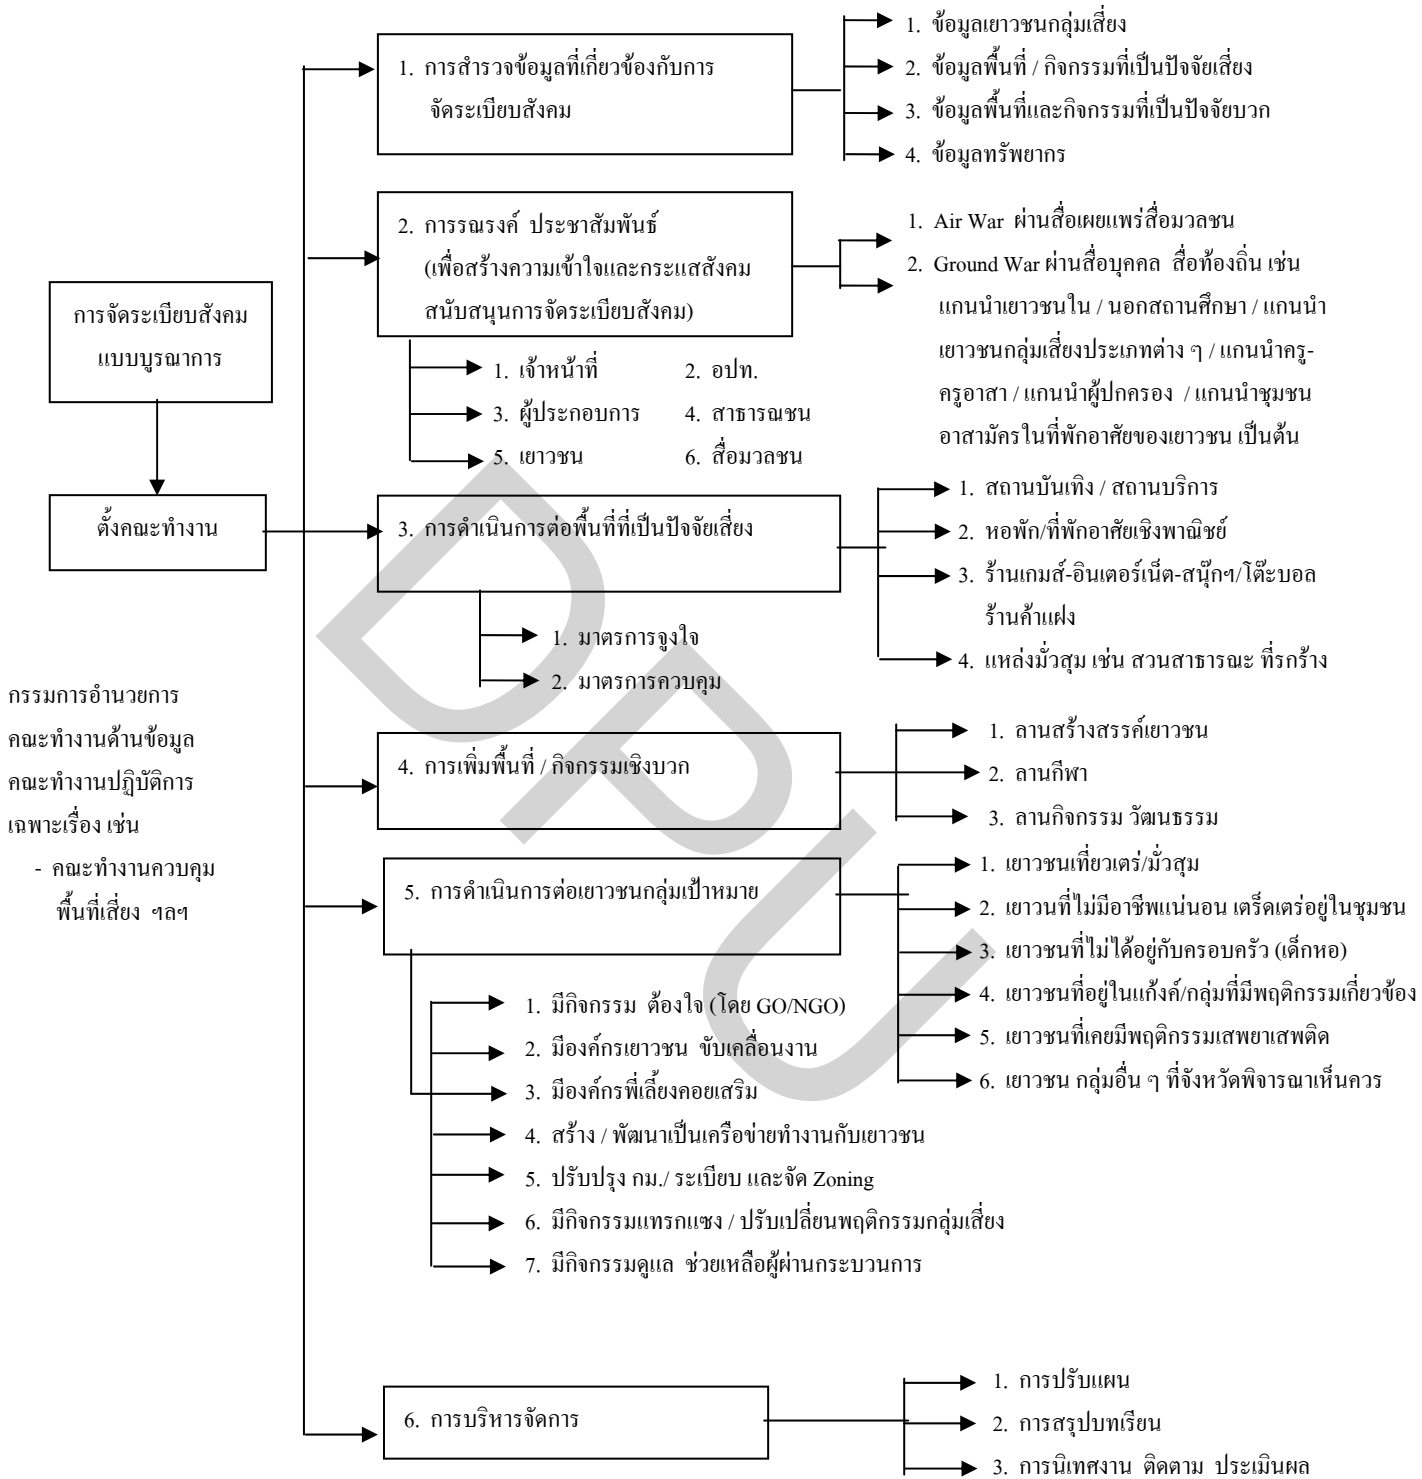 1. การสำรวจข้อมูลที่เกี่ยวข้องกับการ
จัดระเบียบสังคม
1. ข้อมูลเยาวชนกลุ่มเสี่ยง
2. ข้อมูลพื้นที่ / กิจกรรมที่เป็นปัจจัยเสี่ยง
3. ข้อมูลพื้นที่และกิจกรรมที่เป็นปัจจัยบวก
4. ข้อมูลทรัพยากร
2. การรณรงค์ ประชาสัมพันธ์
(เพื่อสร้างความเข้าใจและกระแสสังคม
สนับสนุนการจัดระเบียบสังคม)
1. Air War ผ่านสื่อเผยแพร่สื่อมวลชน
2. Ground War ผ่านสื่อบุคคล สื่อท้องถิ่น เช่น
แกนนำเยาวชนใน / นอกสถานศึกษา / แกนนำ
เยาวชนกลุ่มเสี่ยงประเภทต่าง ๆ / แกนนำครู-
ครูอาสา / แกนนำผู้ปกครอง / แกนนำชุมชน
อาสามัครในที่พักอาศัยของเยาวชน เป็นต้น
1. เจ้าหน้าที่ 2. อปท.
3. ผู้ประกอบการ 4. สาธารณชน
5. เยาวชน 6. สื่อมวลชน
การจัดระเบียบสังคม
แบบบูรณาการ
ตั้งคณะทำงาน
3. การดำเนินการต่อพื้นที่ที่เป็นปัจจัยเสี่ยง
1. สถานบันเทิง / สถานบริการ
2. หอพัก/ที่พักอาศัยเชิงพาณิชย์
3. ร้านเกมส์-อินเตอร์เน็ต-สนุ๊กฯ/โต๊ะบอล
ร้านค้าแฝง
4. แหล่งมั่วสุม เช่น สวนสาธารณะ ที่รกร้าง
1. มาตรการจูงใจ
2. มาตรการควบคุม
กรรมการอำนวยการ
คณะทำงานด้านข้อมูล
คณะทำงานปฏิบัติการ
เฉพาะเรื่อง เช่น
- คณะทำงานควบคุม
พื้นที่เสี่ยง ฯลฯ
4. การเพิ่มพื้นที่ / กิจกรรมเชิงบวก
1. ลานสร้างสรรค์เยาวชน
2. ลานกีฬา
3. ลานกิจกรรม วัฒนธรรม
5. การดำเนินการต่อเยาวชนกลุ่มเป้าหมาย
1. เยาวชนเที่ยวเตร่/มั่วสุม
2. เยาวนที่ไม่มีอาชีพแน่นอน เตร็ดเตร่อยู่ในชุมชน
3. เยาวชนที่ไม่ได้อยู่กับครอบครัว (เด็กหอ)
4. เยาวชนที่อยู่ในแก้งค์/กลุ่มที่มีพฤติกรรมเกี่ยวข้อง
5. เยาวชนที่เคยมีพฤติกรรมเสพยาเสพติด
6. เยาวชน กลุ่มอื่น ๆ ที่จังหวัดพิจารณาเห็นควร
1. มีกิจกรรม ต้องใจ (โดย GO/NGO)
2. มีองค์กรเยาวชน ขับเคลื่อนงาน
3. มีองค์กรพี่เลี้ยงคอยเสริม
4. สร้าง / พัฒนาเป็นเครือข่ายทำงานกับเยาวชน
5. ปรับปรุง กม./ ระเบียบ และจัด Zoning
6. มีกิจกรรมแทรกแซง / ปรับเปลี่ยนพฤติกรรมกลุ่มเสี่ยง
7. มีกิจกรรมดูแล ช่วยเหลือผู้ผ่านกระบวนการ
6. การบริหารจัดการ
1. การปรับแผน
2. การสรุปบทเรียน
3. การนิเทศงาน ติดตาม ประเมินผล
DPU